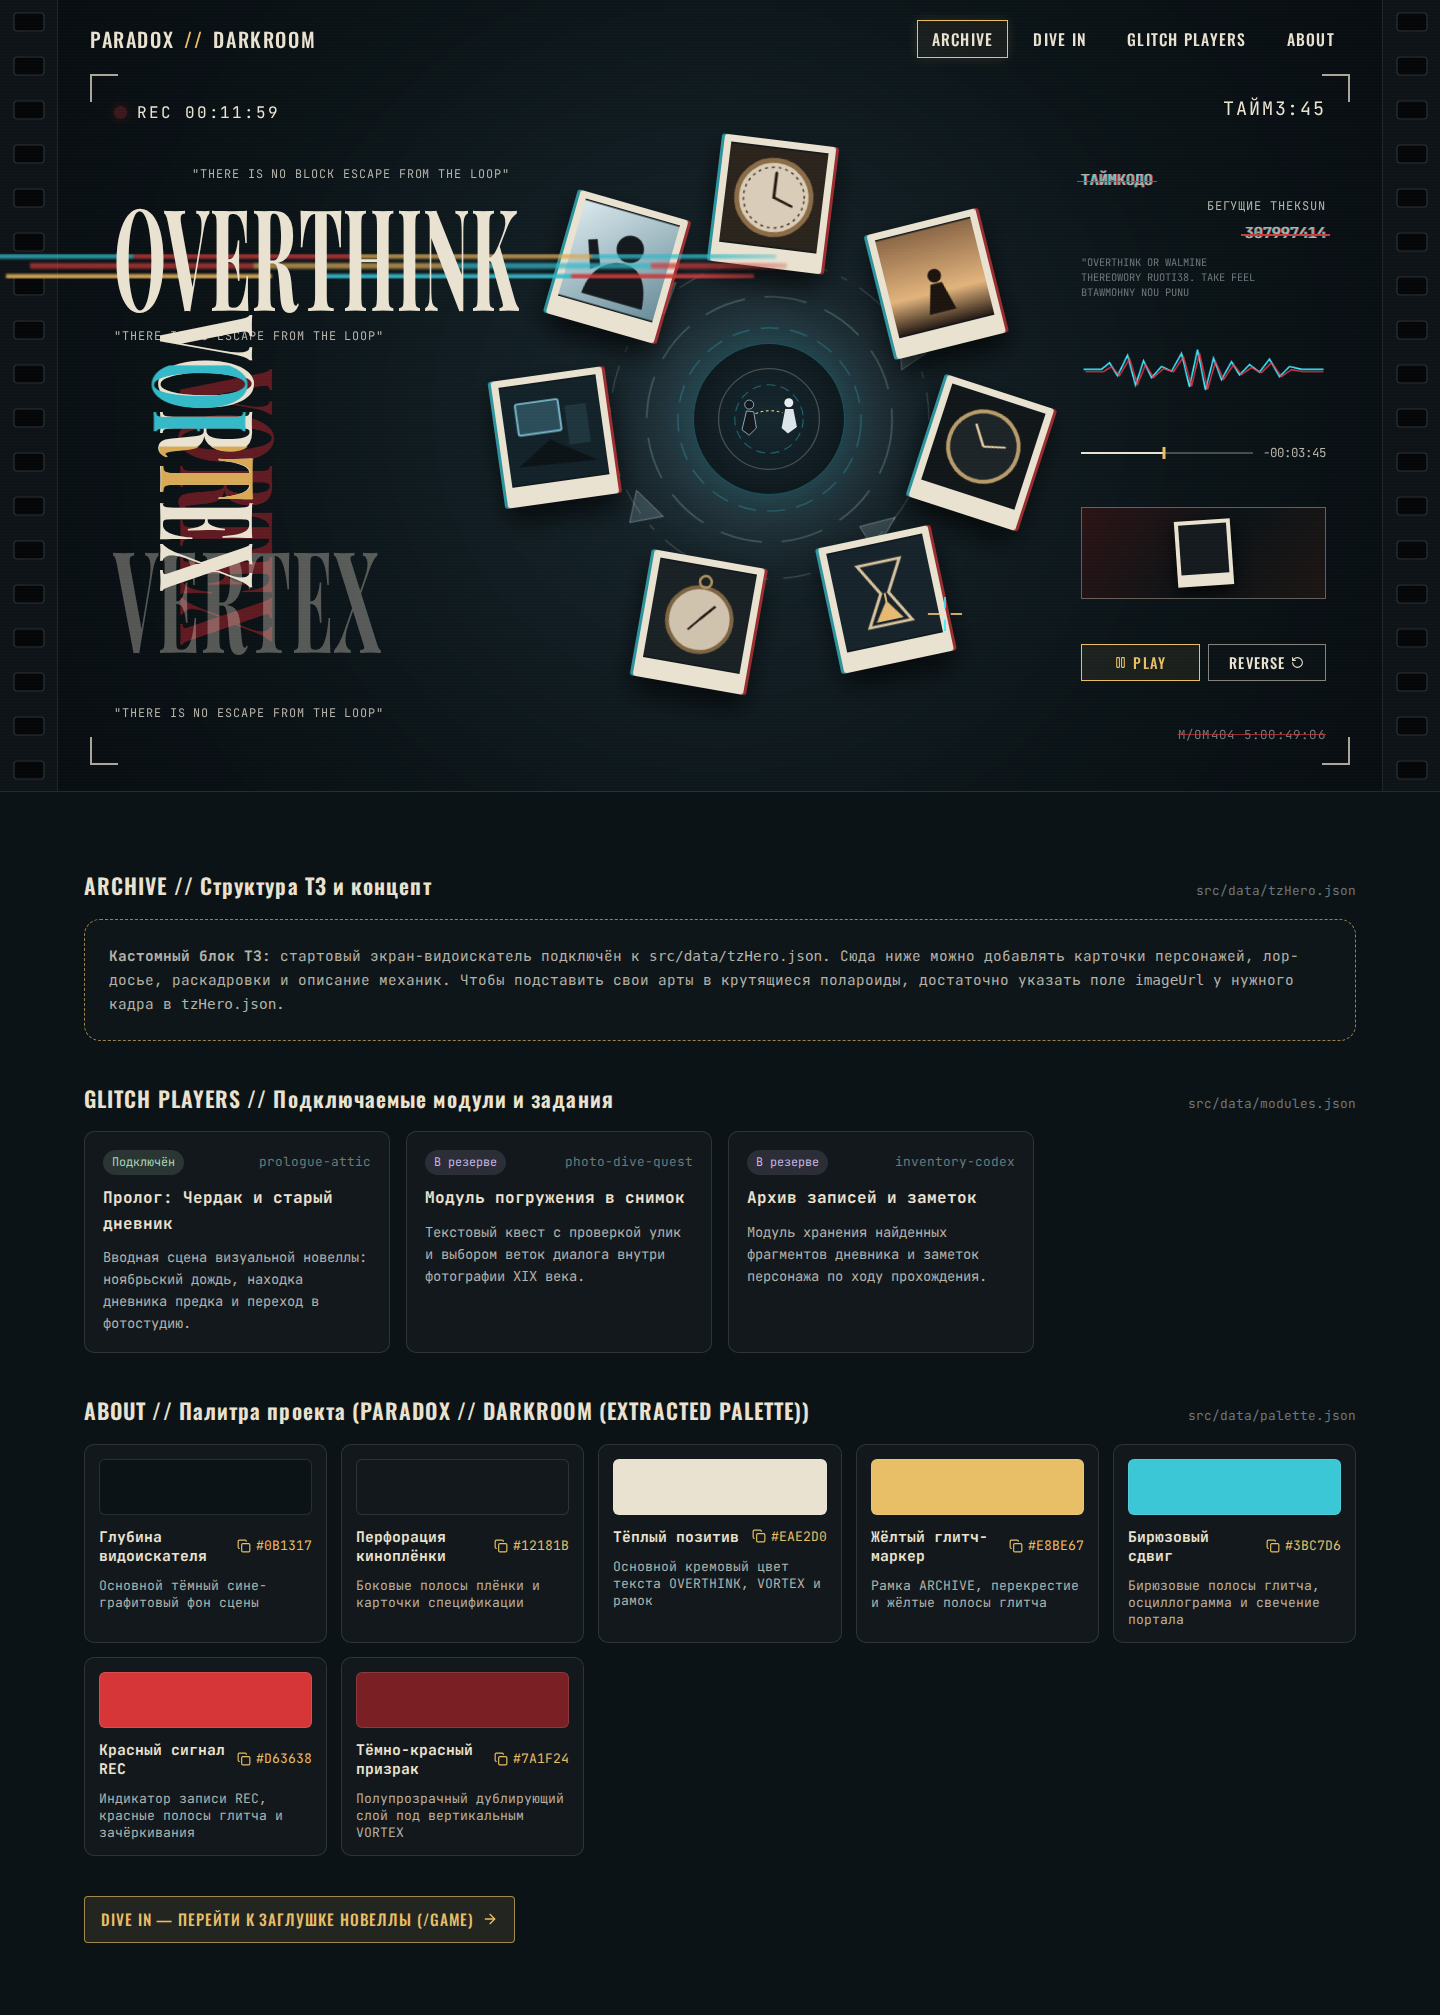 PARADOX // DARKROOM
ARCHIVE
DIVE IN
GLITCH PLAYERS
ABOUT
REC 00:11:59
ТАЙМ3:45
"THERE IS NO BLOCK ESCAPE FROM THE LOOP"
OVERTHINK
"THERE IS NO ESCAPE FROM THE LOOP"
VORTEX
VERTEX
"THERE IS NO ESCAPE FROM THE LOOP"
ТАЙМКОДО
БЕГУЩИЕ THEKSUN
307997414
"OVERTHINK OR WALMINE
THEREOWORY RUOTI38. TAKE FEEL
BTAWMOHNY NOU PUNU
-00:03:45
PLAY
REVERSE
M/OM404 5:00:49:06
ARCHIVE // Структура ТЗ и концепт
src/data/tzHero.json
Кастомный блок ТЗ: стартовый экран-видоискатель подключён к src/data/tzHero.json. Сюда ниже можно добавлять карточки персонажей, лор-
досье, раскадровки и описание механик. Чтобы подставить свои арты в крутящиеся полароиды, достаточно указать поле imageUrl у нужного
кадра в tzHero.json.
GLITCH PLAYERS // Подключаемые модули и задания
src/data/modules.json
Подключён
prologue-attic
Пролог: Чердак и старый
дневник
Вводная сцена визуальной новеллы:
ноябрьский дождь, находка
дневника предка и переход в
фотостудию.
В резерве
photo-dive-quest
Модуль погружения в снимок
Текстовый квест с проверкой улик
и выбором веток диалога внутри
фотографии XIX века.
В резерве
inventory-codex
Архив записей и заметок
Модуль хранения найденных
фрагментов дневника и заметок
персонажа по ходу прохождения.
ABOUT // Палитра проекта (PARADOX // DARKROOM (EXTRACTED PALETTE))
src/data/palette.json
Глубина
видоискателя
#0B1317
Основной тёмный сине-
графитовый фон сцены
Перфорация
киноплёнки
#12181B
Боковые полосы плёнки и
карточки спецификации
Тёплый позитив
#EAE2D0
Основной кремовый цвет
текста OVERTHINK, VORTEX и
рамок
Жёлтый глитч-
маркер
#E8BE67
Рамка ARCHIVE, перекрестие
и жёлтые полосы глитча
Бирюзовый
сдвиг
#3BC7D6
Бирюзовые полосы глитча,
осциллограмма и свечение
портала
Красный сигнал
REC
#D63638
Индикатор записи REC,
красные полосы глитча и
зачёркивания
Тёмно-красный
призрак
#7A1F24
Полупрозрачный дублирующий
слой под вертикальным
VORTEX
DIVE IN — ПЕРЕЙТИ К ЗАГЛУШКЕ НОВЕЛЛЫ (/GAME)